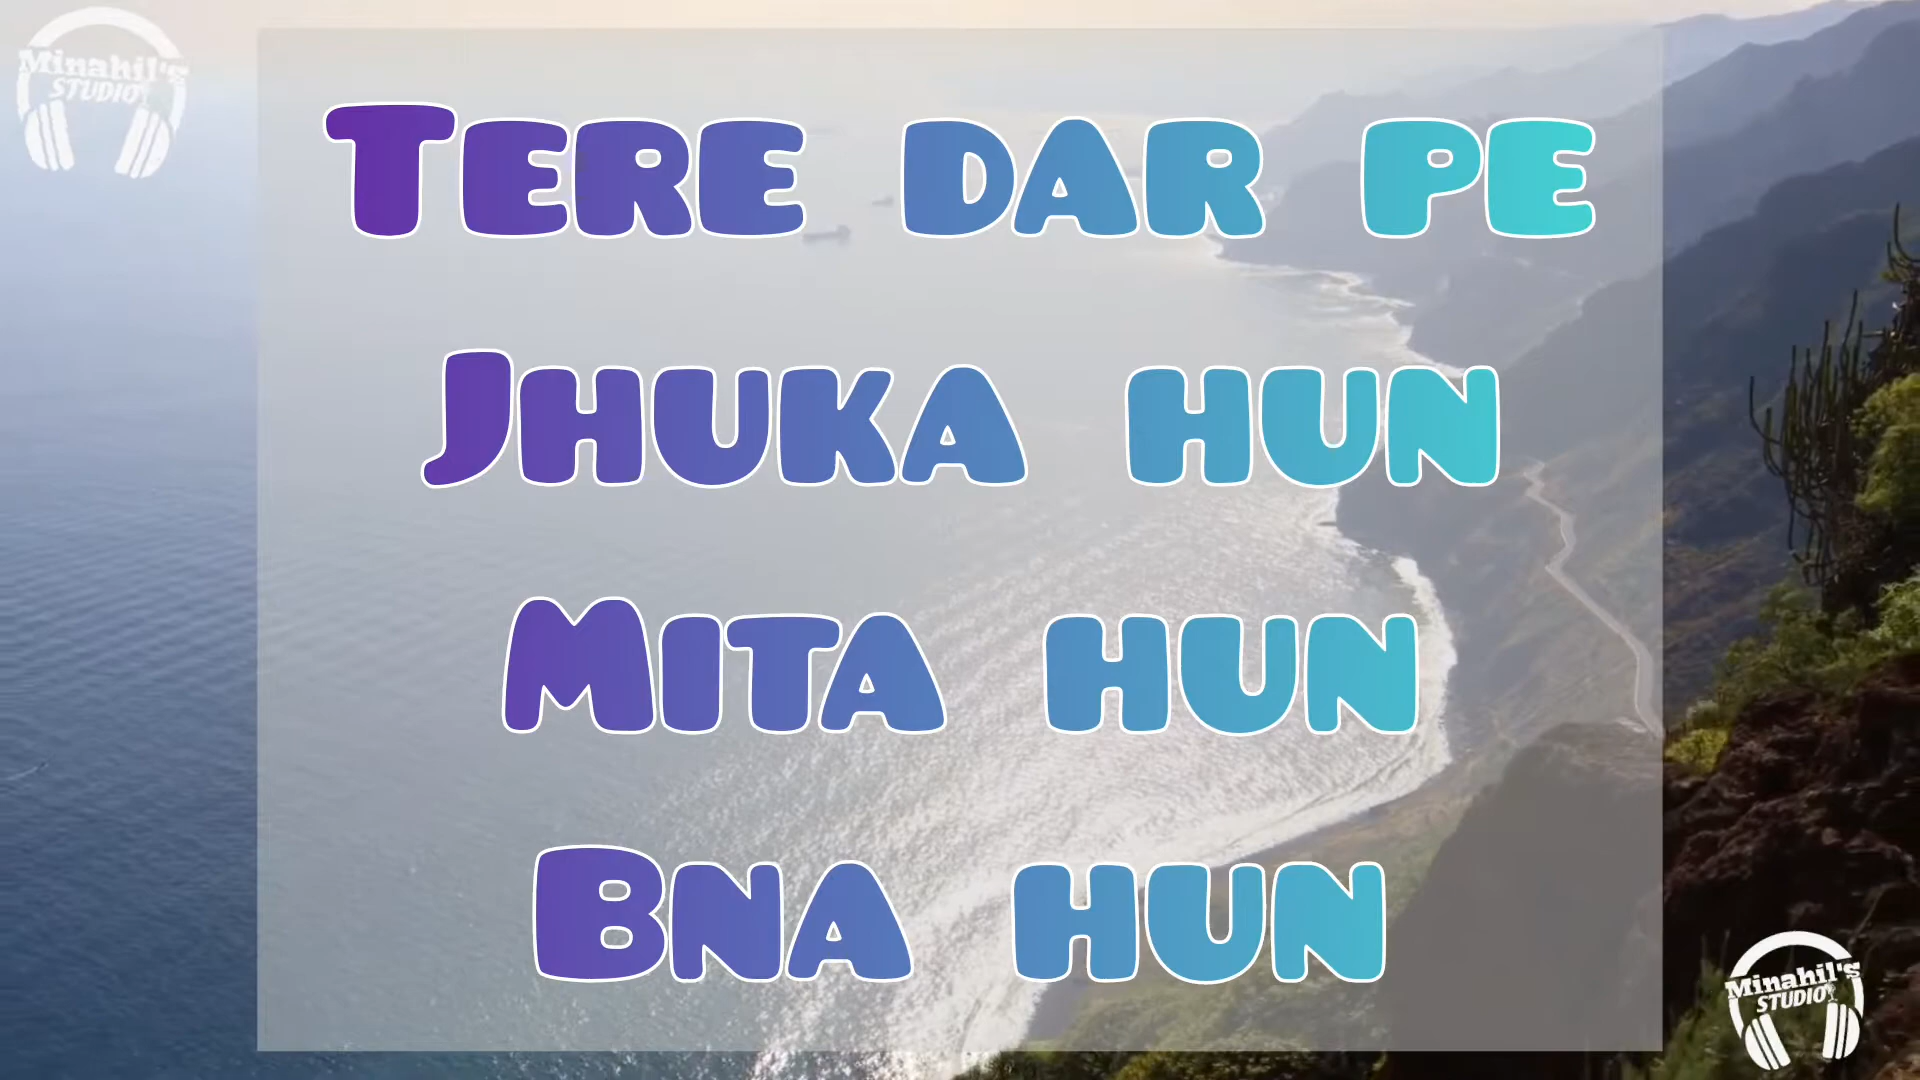 Minahil's
STUDIO
Tere dar pe
Jhuka hun
Mita hun
Bna hun
Minahil's
STUDIO